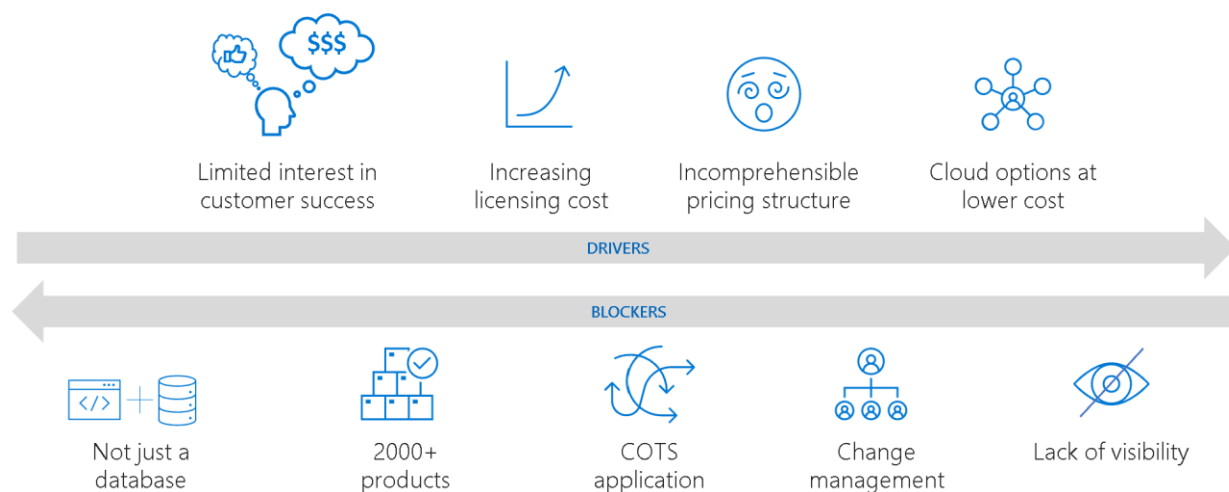 $$$
Limited interest in
customer success
Increasing
licensing cost
Incomprehensible
pricing structure
Cloud options at
lower cost
DRIVERS
BLOCKERS
</>
Not just a
database
2000+
products
COTS
application
Change
management
Lack of visibility